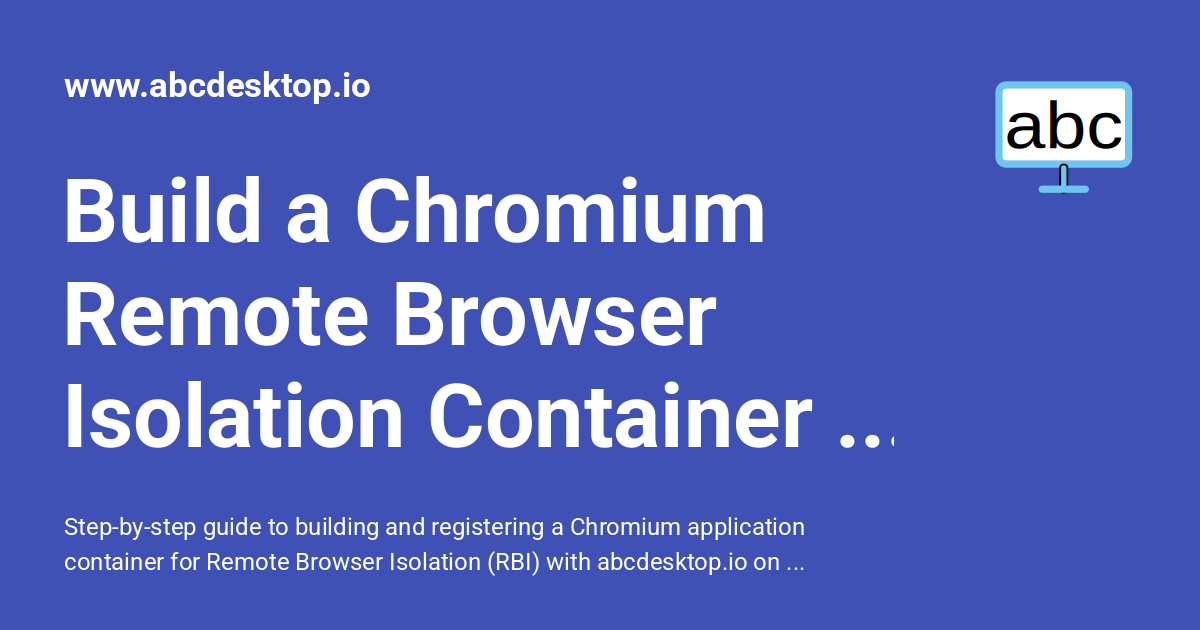 www.abcdesktop.io
abc
Build a Chromium
Remote Browser
Isolation Container ...
Step-by-step guide to building and registering a Chromium application
container for Remote Browser Isolation (RBI) with abcdesktop.io on ...